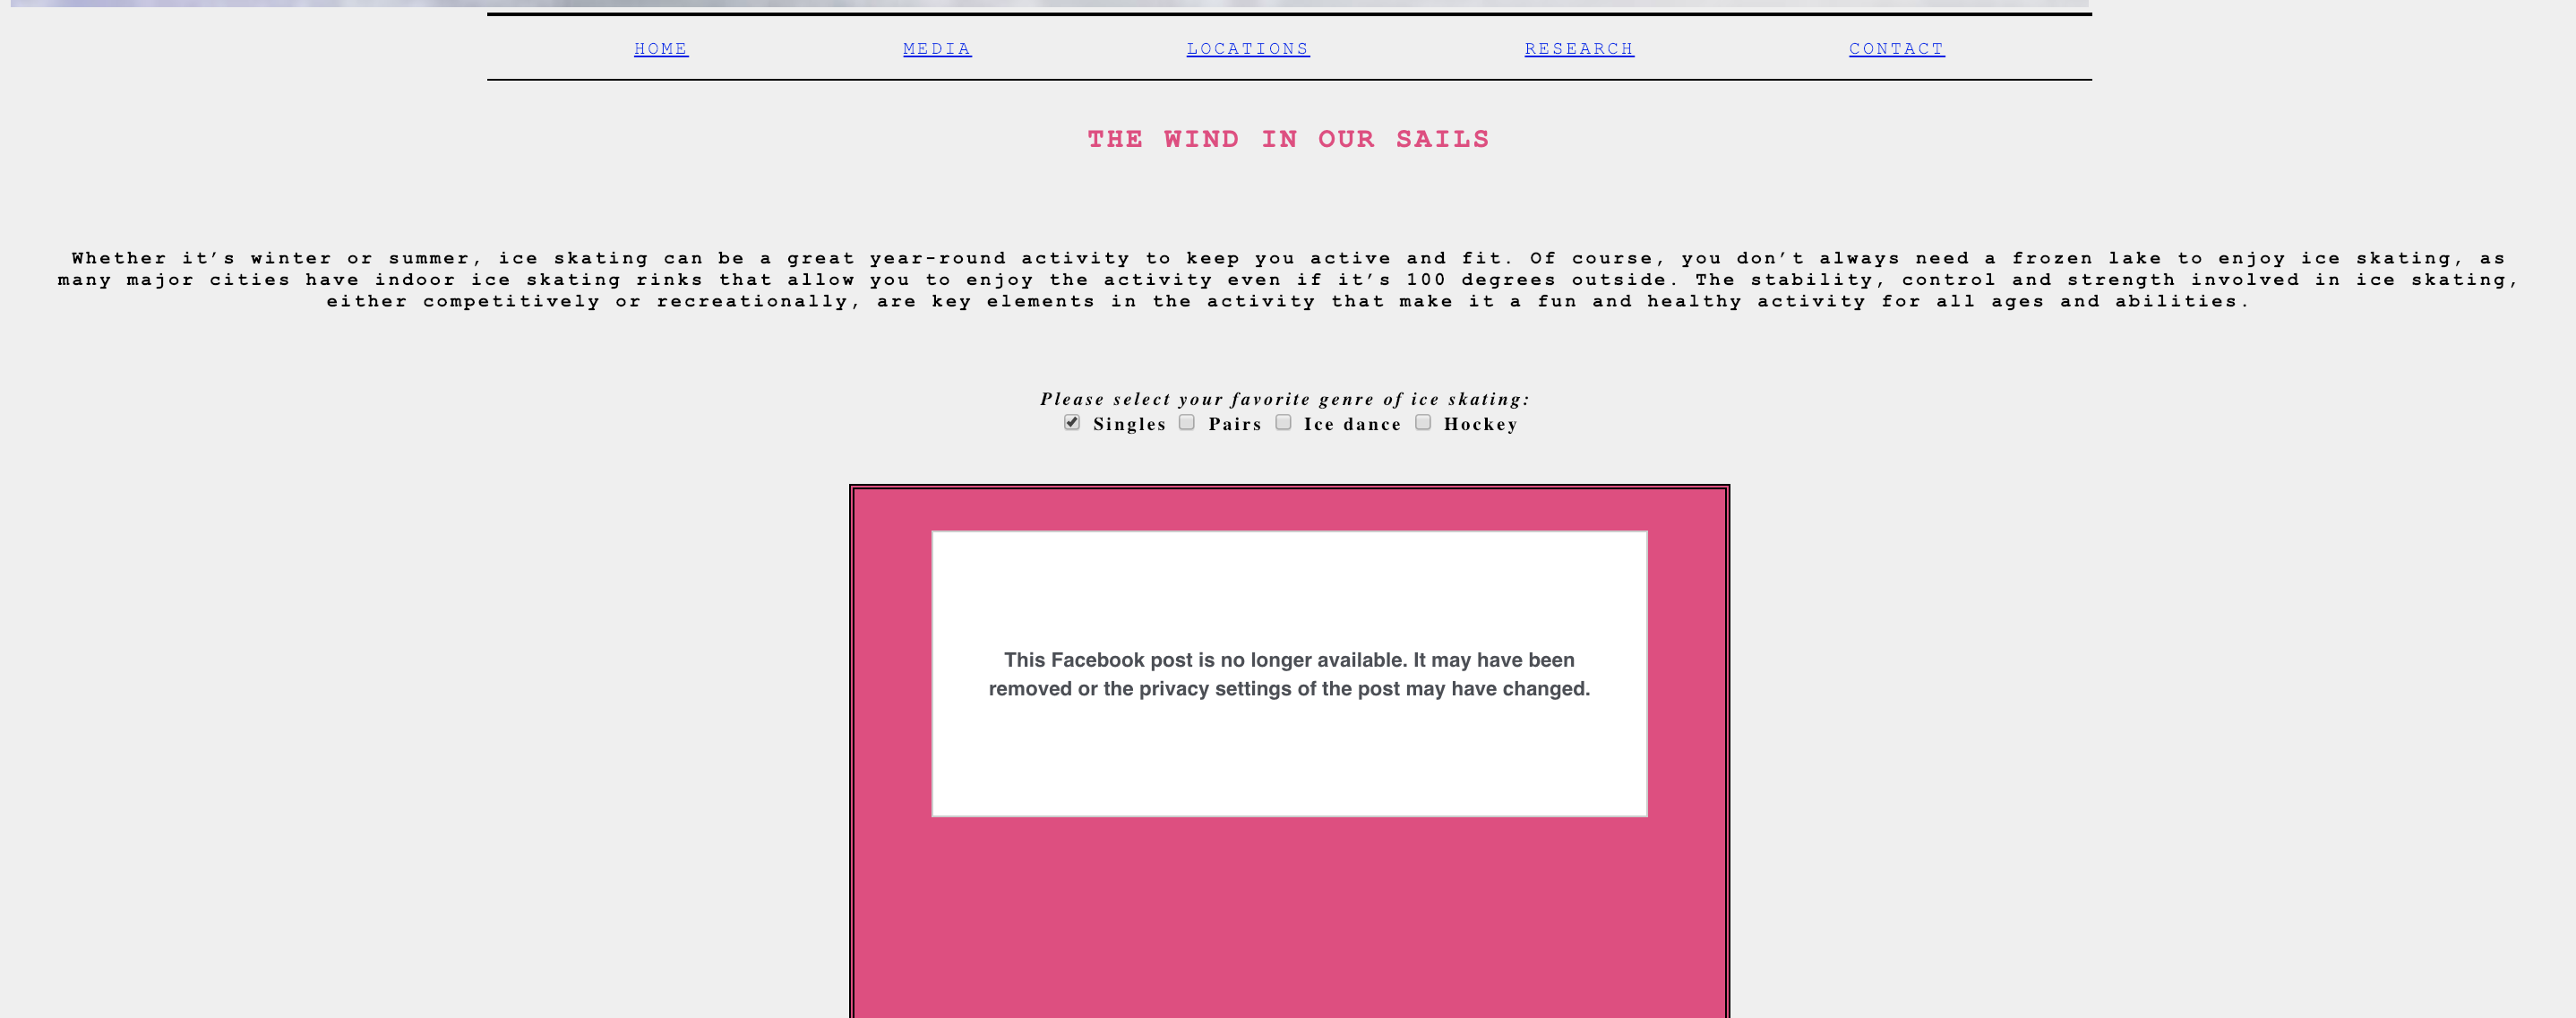 HOME MEDIA LOCATIONS RESEARCH CONTACT
THE WIND IN OUR SAILS
Whether it’s winter or summer, ice skating can be a great year-round activity to keep you active and fit. Of course, you don’t always need a frozen lake to enjoy ice skating, as
many major cities have indoor ice skating rinks that allow you to enjoy the activity even if it’s 100 degrees outside. The stability, control and strength involved in ice skating,
either competitively or recreationally, are key elements in the activity that make it a fun and healthy activity for all ages and abilities.
Please select your favorite genre of ice skating:
Singles Pairs Ice dance Hockey
This Facebook post is no longer available. It may have been
removed or the privacy settings of the post may have changed.